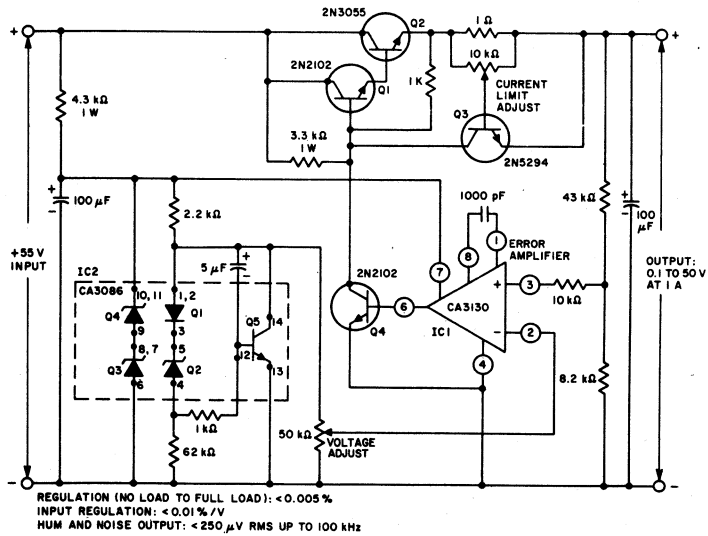 2N3055
Q2
1 Ω
+
+
2N2102
10 kΩ
Q1
1 K
CURRENT
LIMIT
ADJUST
4.3 kΩ
1 W
Q3
3.3 kΩ
1 W
2N5294
1000 pF
+
100 µF
-
2.2 kΩ
43 kΩ
+
100
µF
-
8
1
ERROR
AMPLIFIER
+55 V
INPUT
5 µF
+
-
7
OUTPUT:
0.1 TO 50 V
AT 1 A
IC2
CA3086
2N2102
10, 11
1, 2
+
3
10 kΩ
Q4
Q1
Q5
14
6
CA3130
9
3
Q4
IC1
-
2
8, 7
5
12
Q3
Q2
13
4
8.2 kΩ
6
4
1 kΩ
50 kΩ
VOLTAGE
ADJUST
62 kΩ
-
-
REGULATION (NO LOAD TO FULL LOAD): <0.005 %
INPUT REGULATION: <0.01 % /V
HUM AND NOISE OUTPUT: <250 µV RMS UP TO 100 kHz